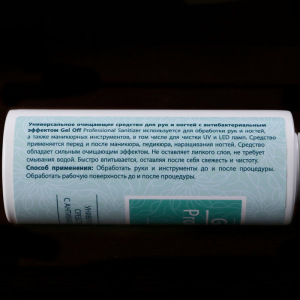 Универсальное очищающее средство для рук и ногтей с антибактериальным
эффектом Gel Off Professional Sanitizer используется для обработки рук и ногтей,
а также маникюрных инструментов, в том числе для чистки UV и LED ламп. Средство
применяется перед и после маникюра, педикюра, наращивания ногтей. Средство
обладает сильным очищающим эффектом. Не оставляет липкого слоя, не требует
смывания водой. Быстро впитывается, оставляя после себя свежесть и чистоту.
Способ применения: Обработать руки и инструменты до и после процедуры.
Обработать рабочую поверхность до и после процедуры.